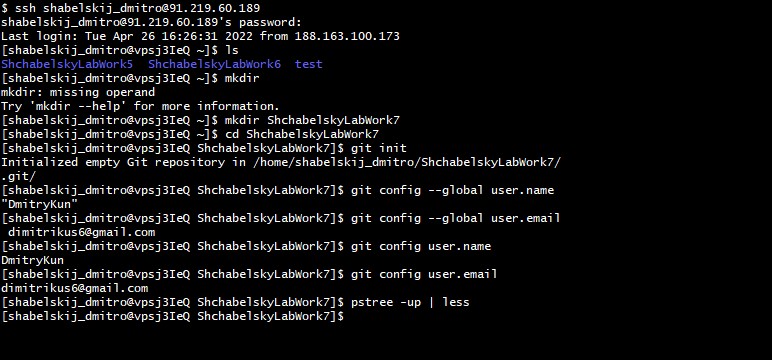 $ ssh shabelskij_dmitro@91.219.60.189
shabelskij_dmitro@91.219.60.189's password:
Last login: Tue Apr 26 16:26:31 2022 from 188.163.100.173
[shabelskij_dmitro@vpsj3IeQ ~]$ ls
ShchabelskyLabWork5  ShchabelskyLabWork6  test
[shabelskij_dmitro@vpsj3IeQ ~]$ mkdir
mkdir: missing operand
Try 'mkdir --help' for more information.
[shabelskij_dmitro@vpsj3IeQ ~]$ mkdir ShchabelskyLabWork7
[shabelskij_dmitro@vpsj3IeQ ~]$ cd ShchabelskyLabWork7
[shabelskij_dmitro@vpsj3IeQ ShchabelskyLabWork7]$ git init
Initialized empty Git repository in /home/shabelskij_dmitro/ShchabelskyLabWork7/
.git/
[shabelskij_dmitro@vpsj3IeQ ShchabelskyLabWork7]$ git config --global user.name
"DmitryKun"
[shabelskij_dmitro@vpsj3IeQ ShchabelskyLabWork7]$ git config --global user.email
 dimitrikus6@gmail.com
[shabelskij_dmitro@vpsj3IeQ ShchabelskyLabWork7]$ git config user.name
DmitryKun
[shabelskij_dmitro@vpsj3IeQ ShchabelskyLabWork7]$ git config user.email
dimitrikus6@gmail.com
[shabelskij_dmitro@vpsj3IeQ ShchabelskyLabWork7]$ pstree -up | less
[shabelskij_dmitro@vpsj3IeQ ShchabelskyLabWork7]$